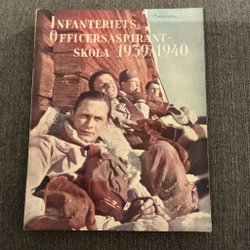 INFANTERIETS
OFFICERSASPIRANT-
SKOLA 1939-1940